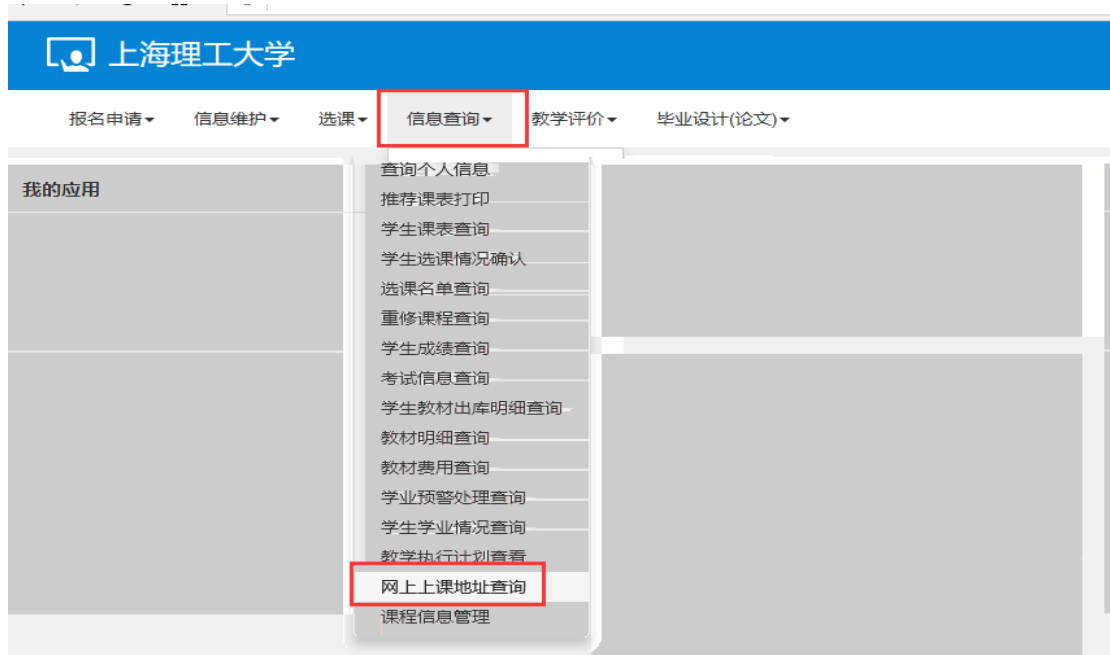 上海理工大学
报名申请 信息维护 选课 信息查询 教学评价 毕业设计(论文)
我的应用
查询个人信息
推荐课表打印
学生课表查询
学生选课情况确认
选课名单查询
重修课程查询
学生成绩查询
考试信息查询
学生教材出库明细查询
教材明细查询
教材费用查询
学业预警处理查询
学生学业情况查询
教学执行计划查看
网上上课地址查询
课程信息管理